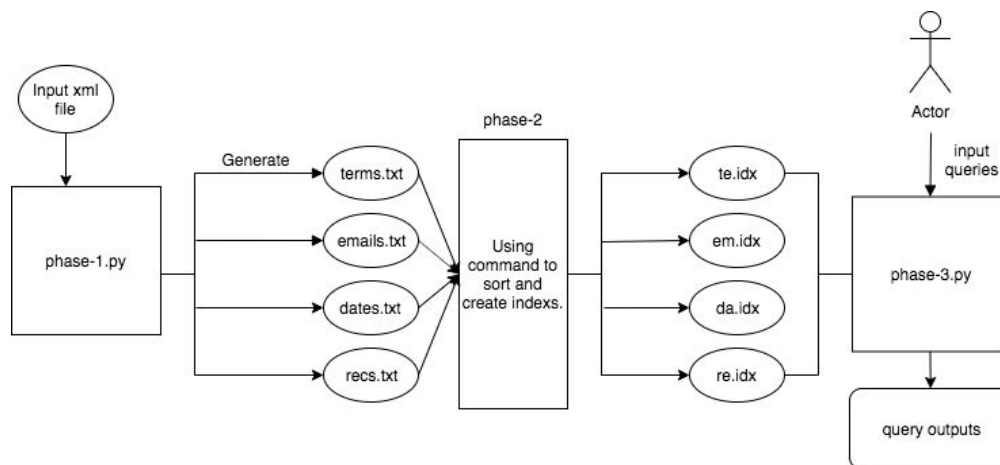 Input xml
file
phase-1.py
Generate
terms.txt
emails.txt
dates.txt
recs.txt
phase-2
Using
command to
sort and
create indexs.
te.idx
em.idx
da.idx
re.idx
Actor
input
queries
phase-3.py
query outputs